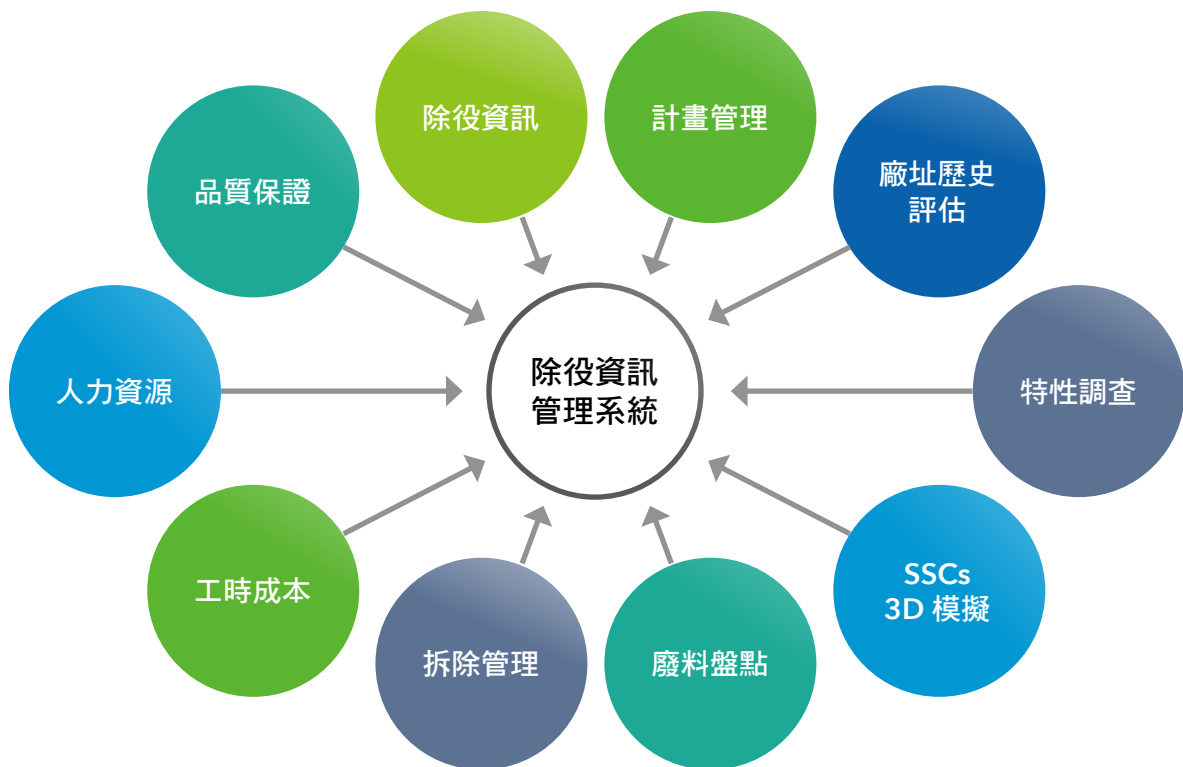 除役資訊
計畫管理
品質保證
廠址歷史
評估
人力資源
除役資訊
管理系統
特性調查
工時成本
SSCs
3D 模擬
拆除管理
廢料盤點